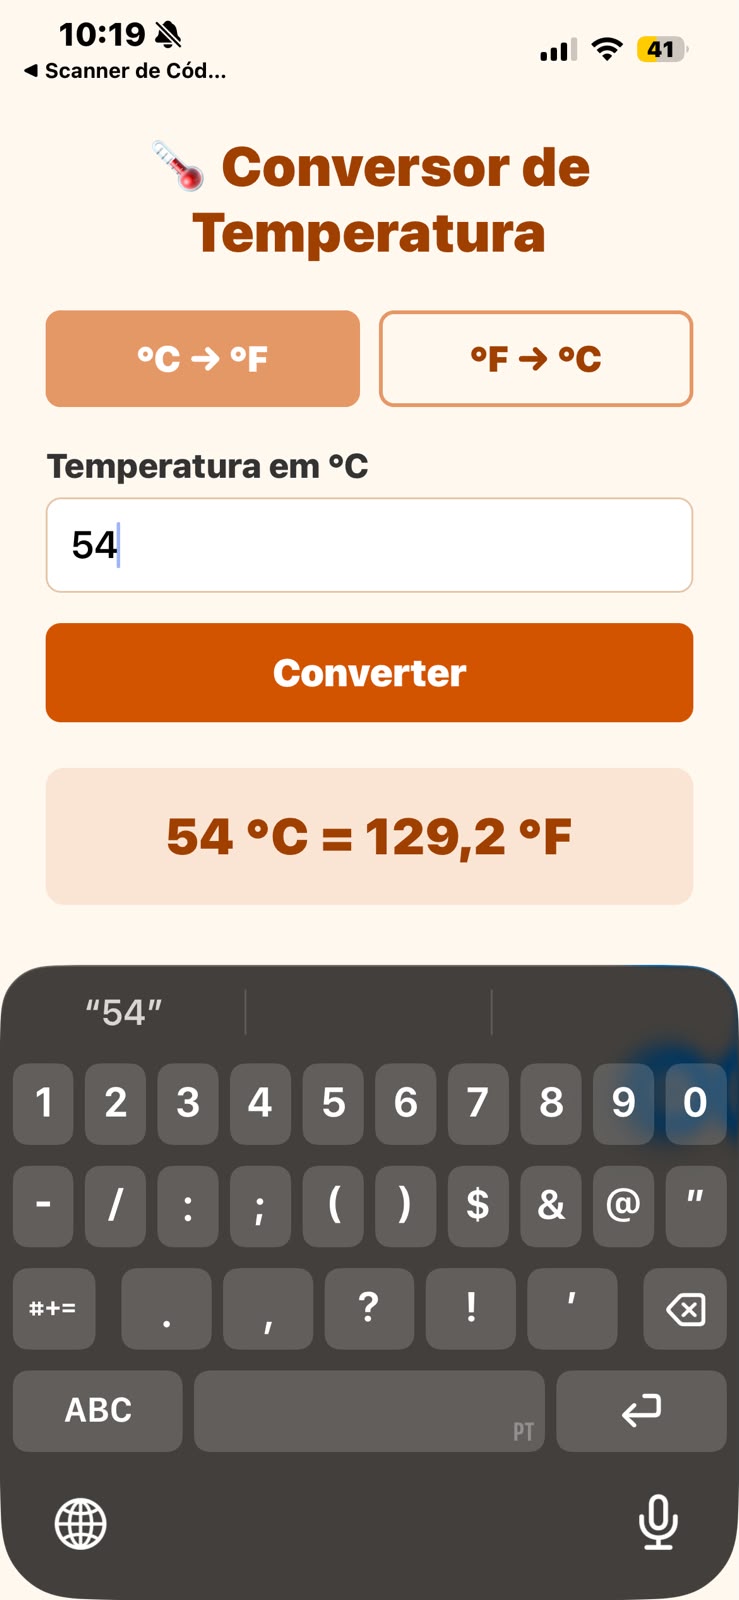 10:19
41
◀ Scanner de Cód...
🌡️ Conversor de
Temperatura
°C → °F
°F → °C
Temperatura em °C
54
Converter
54 °C = 129,2 °F
“54”
1 2 3 4 5 6 7 8 9 0
- / : ; ( ) $ & @ "
#+= . , ? ! ’
ABC
PT